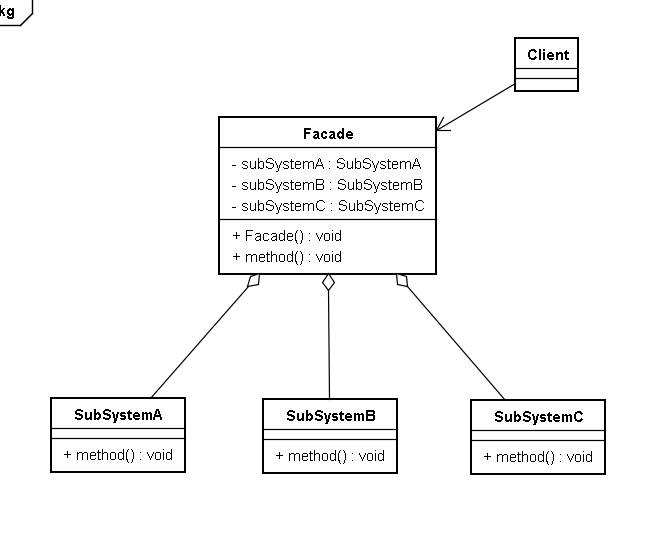 kg
Client
Facade
- subSystemA : SubSystemA
- subSystemB : SubSystemB
- subSystemC : SubSystemC
+ Facade() : void
+ method() : void
SubSystemA
+ method() : void
SubSystemB
+ method() : void
SubSystemC
+ method() : void